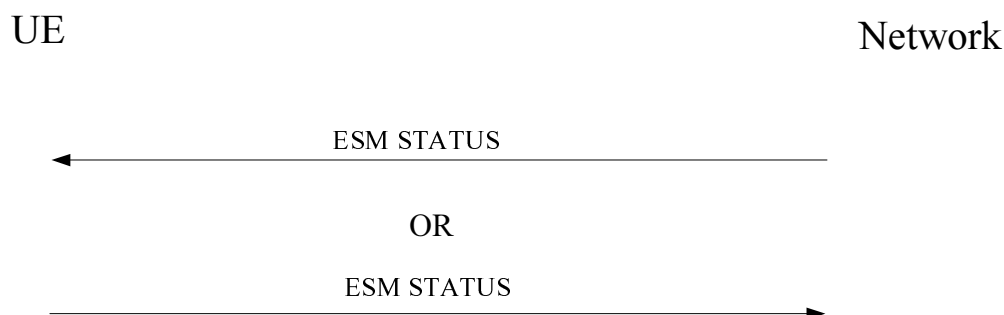 UE
Network
ESM STATUS
OR
ESM STATUS